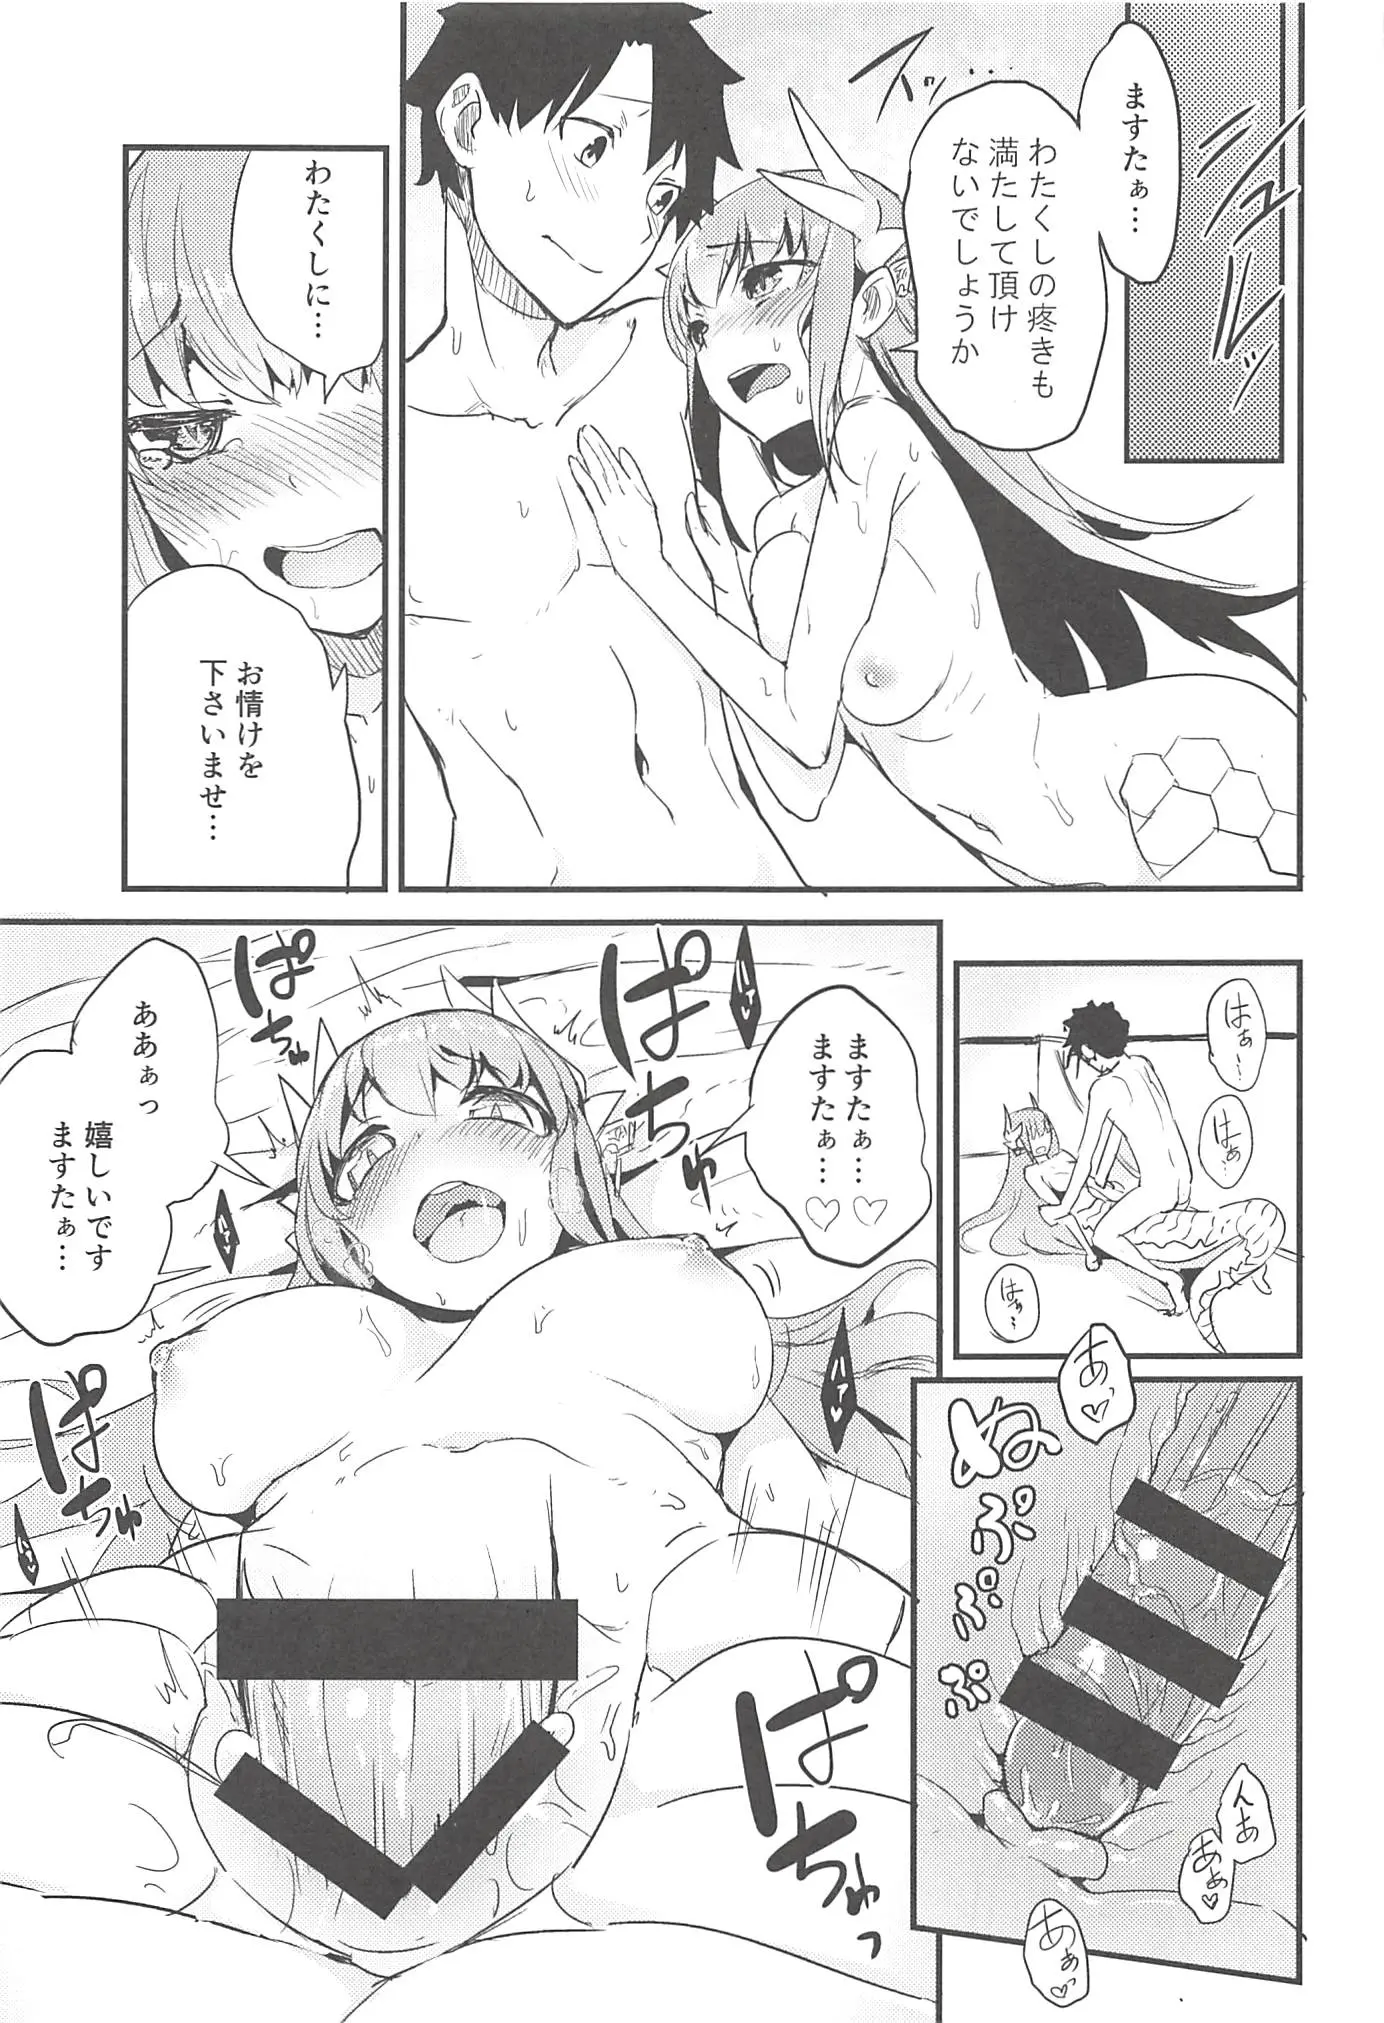 ますたぁ…
わたくしの疼きも
満たして頂け
ないでしょうか
わたくしに…
お情けを
下さいませ…
はぁ…
はぁ…
はぁ…
あっ♡
ぬぷぷぷ
んあ
あぁ♡
あぁっ♡
ますたぁ…♡
ますたぁ…♡
ぱちゅ
ぱちゅ
ぱちゅ
ぱちゅっ
ああぁっ
嬉しいです
ますたぁ…